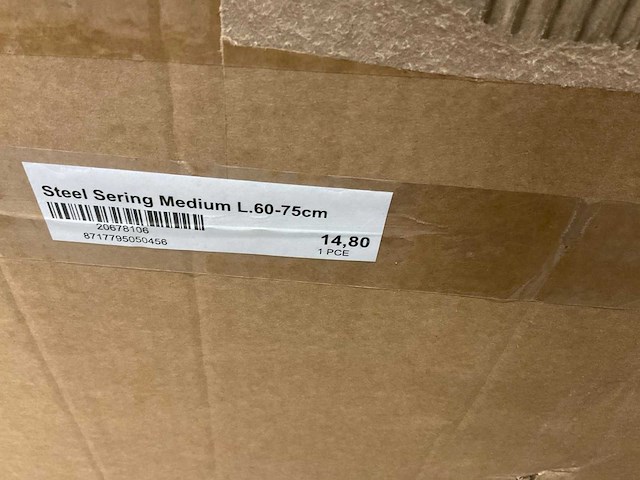 Steel Sering Medium L.60-75cm
20678106
8717795050456
14,80
1 PCE